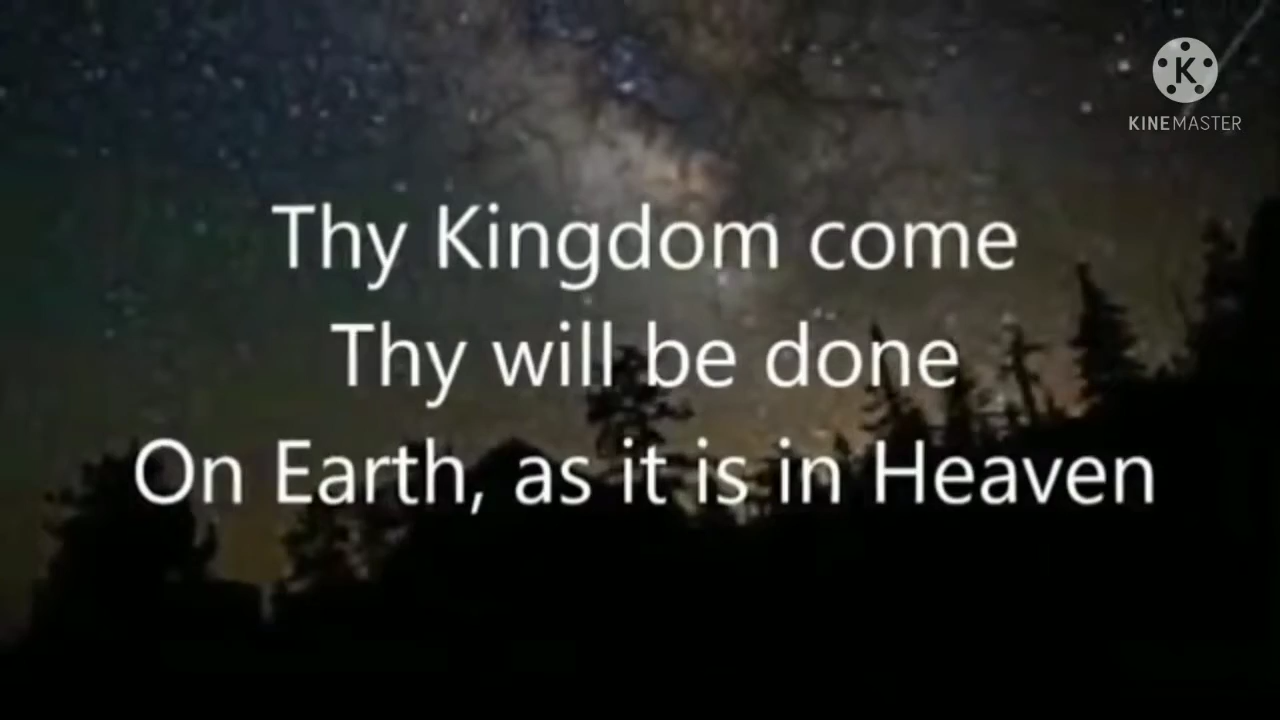 K
KINEMASTER
Thy Kingdom come
Thy will be done
On Earth, as it is in Heaven